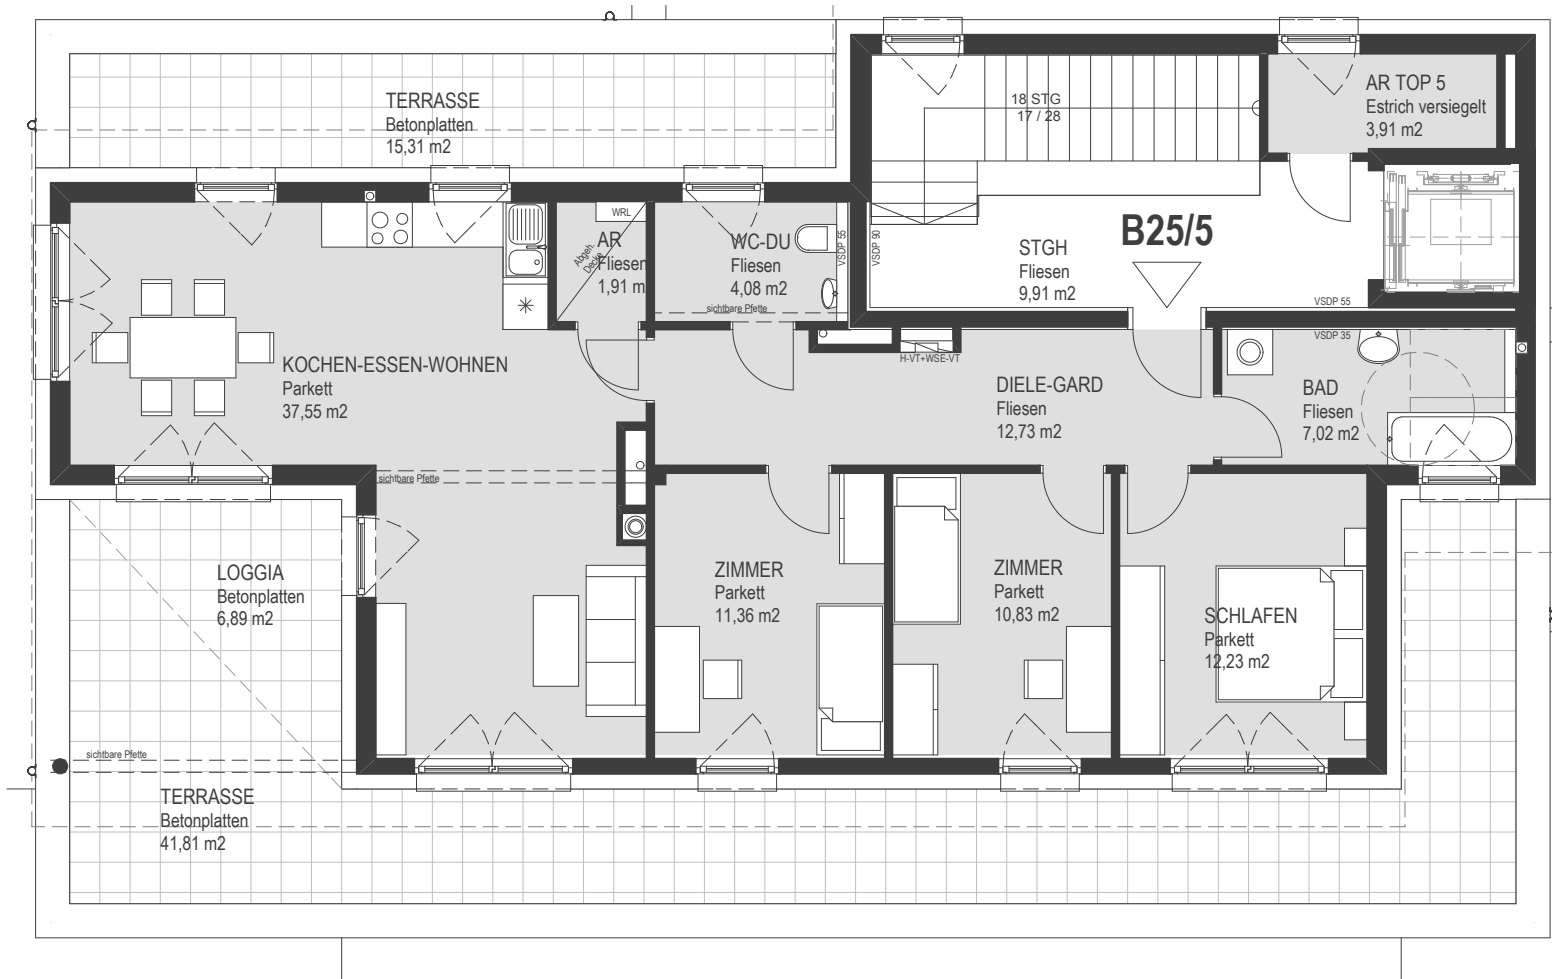 TERRASSE
Betonplatten
15,31 m2
18 STG
17 / 28
AR TOP 5
Estrich versiegelt
3,91 m2
WRL
Abgeh.
Decke
AR
Fliesen
1,91 m
WC-DU
Fliesen
4,08 m2
sichtbare Pfette
VSDP 55
VSDP 90
STGH
Fliesen
9,91 m2
B25/5
VSDP 55
VSDP 35
H-VT+WSE-VT
KOCHEN-ESSEN-WOHNEN
Parkett
37,55 m2
DIELE-GARD
Fliesen
12,73 m2
BAD
Fliesen
7,02 m2
sichtbare Pfette
LOGGIA
Betonplatten
6,89 m2
ZIMMER
Parkett
11,36 m2
ZIMMER
Parkett
10,83 m2
SCHLAFEN
Parkett
12,23 m2
sichtbare Pfette
TERRASSE
Betonplatten
41,81 m2